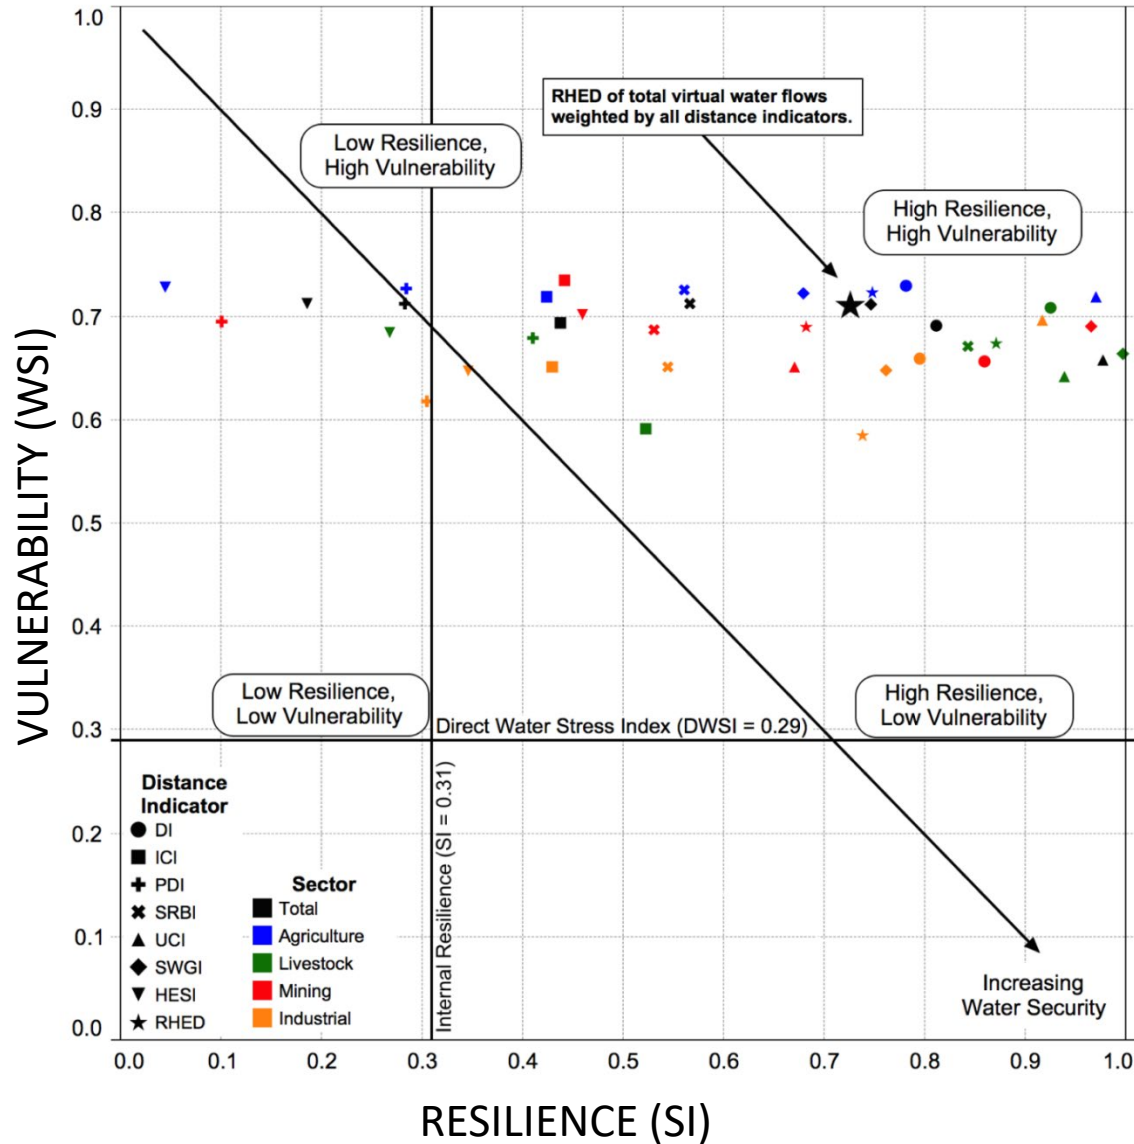 VULNERABILITY (WSI)
1.0
0.9
0.8
0.7
0.6
0.5
0.4
0.3
0.2
0.1
0.0
RHED of total virtual water flows
weighted by all distance indicators.
Low Resilience,
High Vulnerability
High Resilience,
High Vulnerability
Low Resilience,
Low Vulnerability
High Resilience,
Low Vulnerability
Direct Water Stress Index (DWSI = 0.29)
Internal Resilience (SI = 0.31)
Distance
Indicator
DI
ICI
PDI
SRBI
UCI
SWGI
HESI
RHED
Sector
Total
Agriculture
Livestock
Mining
Industrial
Increasing
Water Security
0.0 0.1 0.2 0.3 0.4 0.5 0.6 0.7 0.8 0.9 1.0
RESILIENCE (SI)